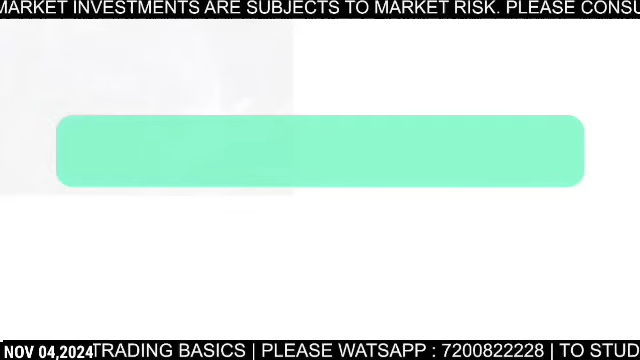 MARKET INVESTMENTS ARE SUBJECTS TO MARKET RISK. PLEASE CONSU
NOV 04,2024 TRADING BASICS | PLEASE WATSAPP : 7200822228 | TO STUD